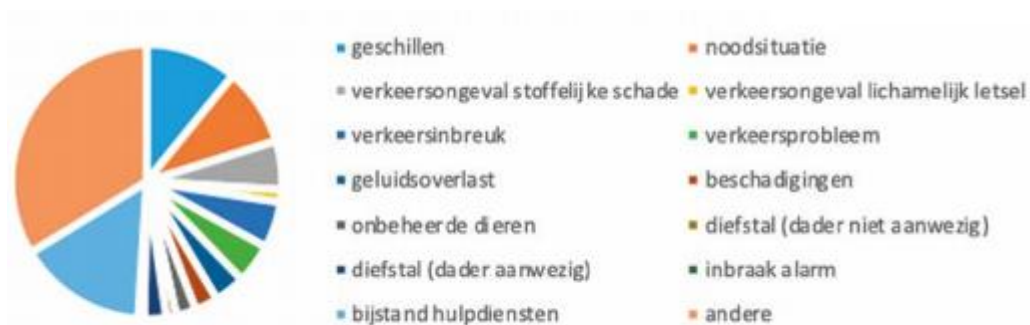 geschillen noodsituatie
verkeersongeval stoffelijke schade verkeersongeval lichamelijk letsel
verkeersinbreuk verkeersprobleem
geluidsoverlast beschadigingen
onbeheerde dieren diefstal (dader niet aanwezig)
diefstal (dader aanwezig) inbraak alarm
bijstand hulpdiensten andere